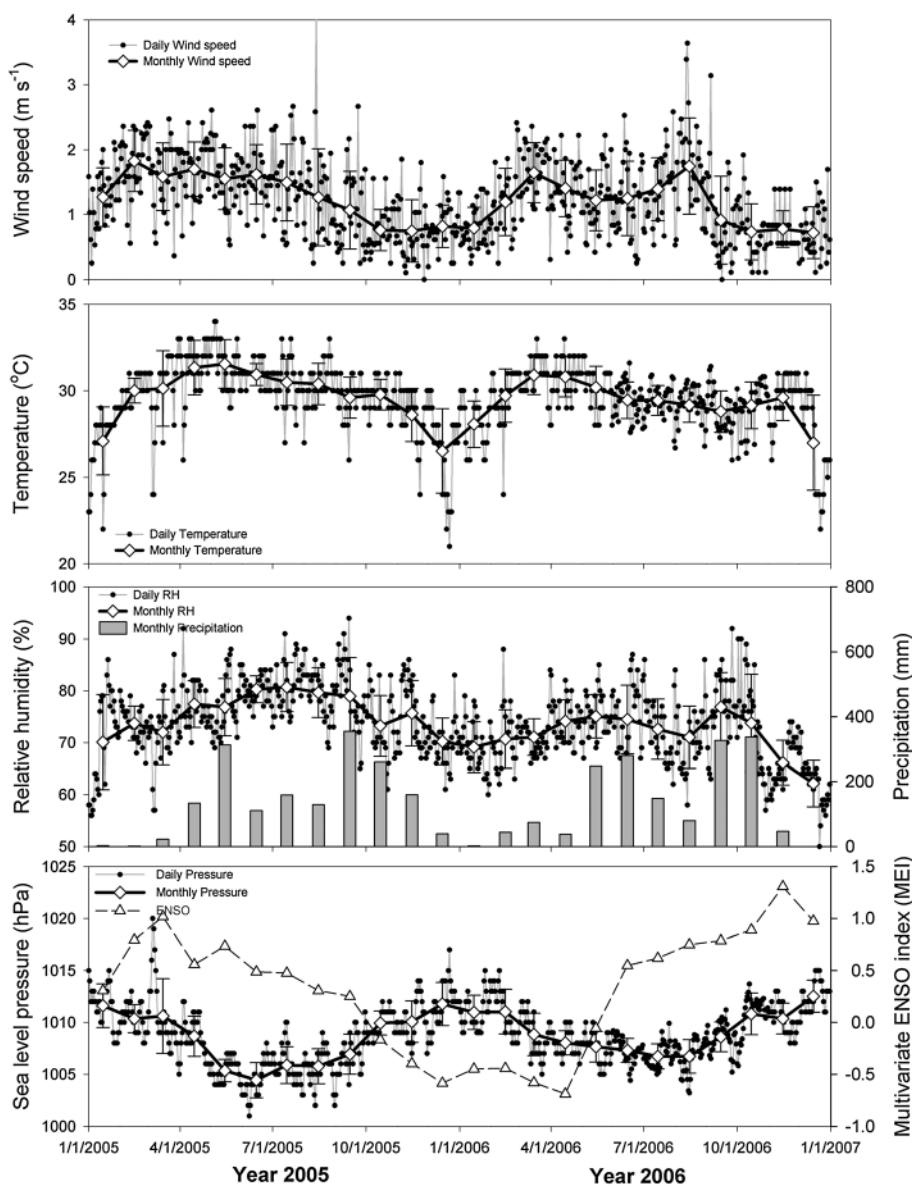 4
3
2
1
0
Wind speed (m s-1)
Daily Wind speed
Monthly Wind speed
35
30
25
20
Temperature (oC)
Daily Temperature
Monthly Temperature
100
90
80
70
60
50
Relative humidity (%)
Daily RH
Monthly RH
Monthly Precipitation
800
600
400
200
0
Precipitation (mm)
1025
1020
1015
1010
1005
1000
Sea level pressure (hPa)
Daily Pressure
Monthly Pressure
ENSO
1.5
1.0
0.5
0.0
-0.5
-1.0
Multivariate ENSO index (MEI)
1/1/2005 4/1/2005 7/1/2005 10/1/2005 1/1/2006 4/1/2006 7/1/2006 10/1/2006 1/1/2007
Year 2005 Year 2006